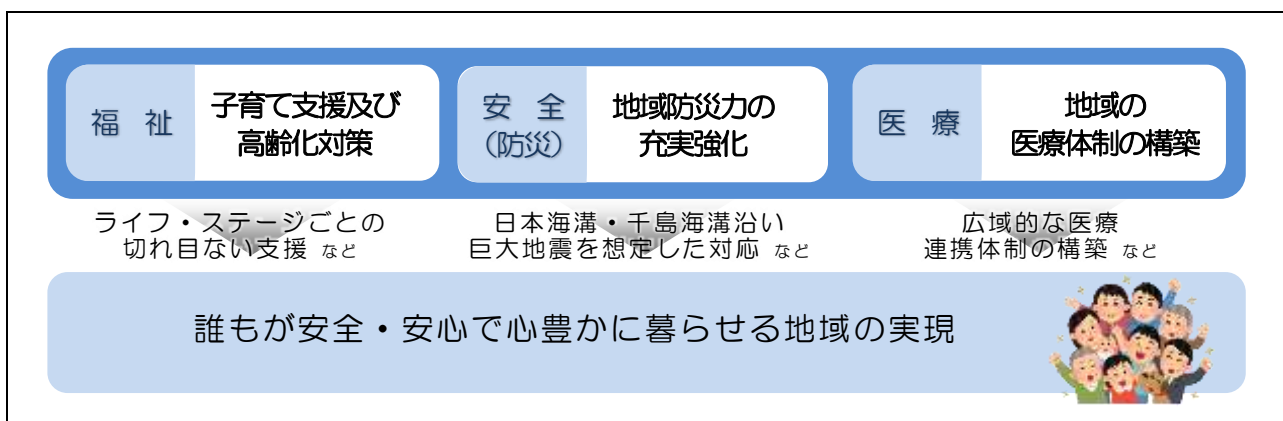 福 祉
子育て支援及び
高齢化対策
安 全
(防災)
地域防災力の
充実強化
医 療
地域の
医療体制の構築
ライフ・ステージごとの
切れ目ない支援 など
日本海溝・千島海溝沿い
巨大地震を想定した対応 など
広域的な医療
連携体制の構築 など
誰もが安全・安心で心豊かに暮らせる地域の実現